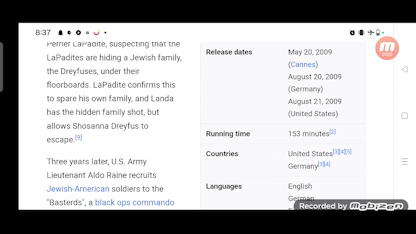 8:37
Perrier LaPadite, suspecting that the
LaPadites are hiding a Jewish family,
the Dreyfuses, under their
floorboards. LaPadite confirms this
to spare his own family, and Landa
has the hidden family shot, but
allows Shosanna Dreyfus to
escape.[9]
Three years later, U.S. Army
Lieutenant Aldo Raine recruits
Jewish-American soldiers to the
"Basterds", a black ops commando
Release dates
May 20, 2009
(Cannes)
August 20, 2009
(Germany)
August 21, 2009
(United States)
Running time
153 minutes[2]
Countries
United States[3][4][5]
Germany[3][4]
Languages
English
German
Recorded by Mobizen